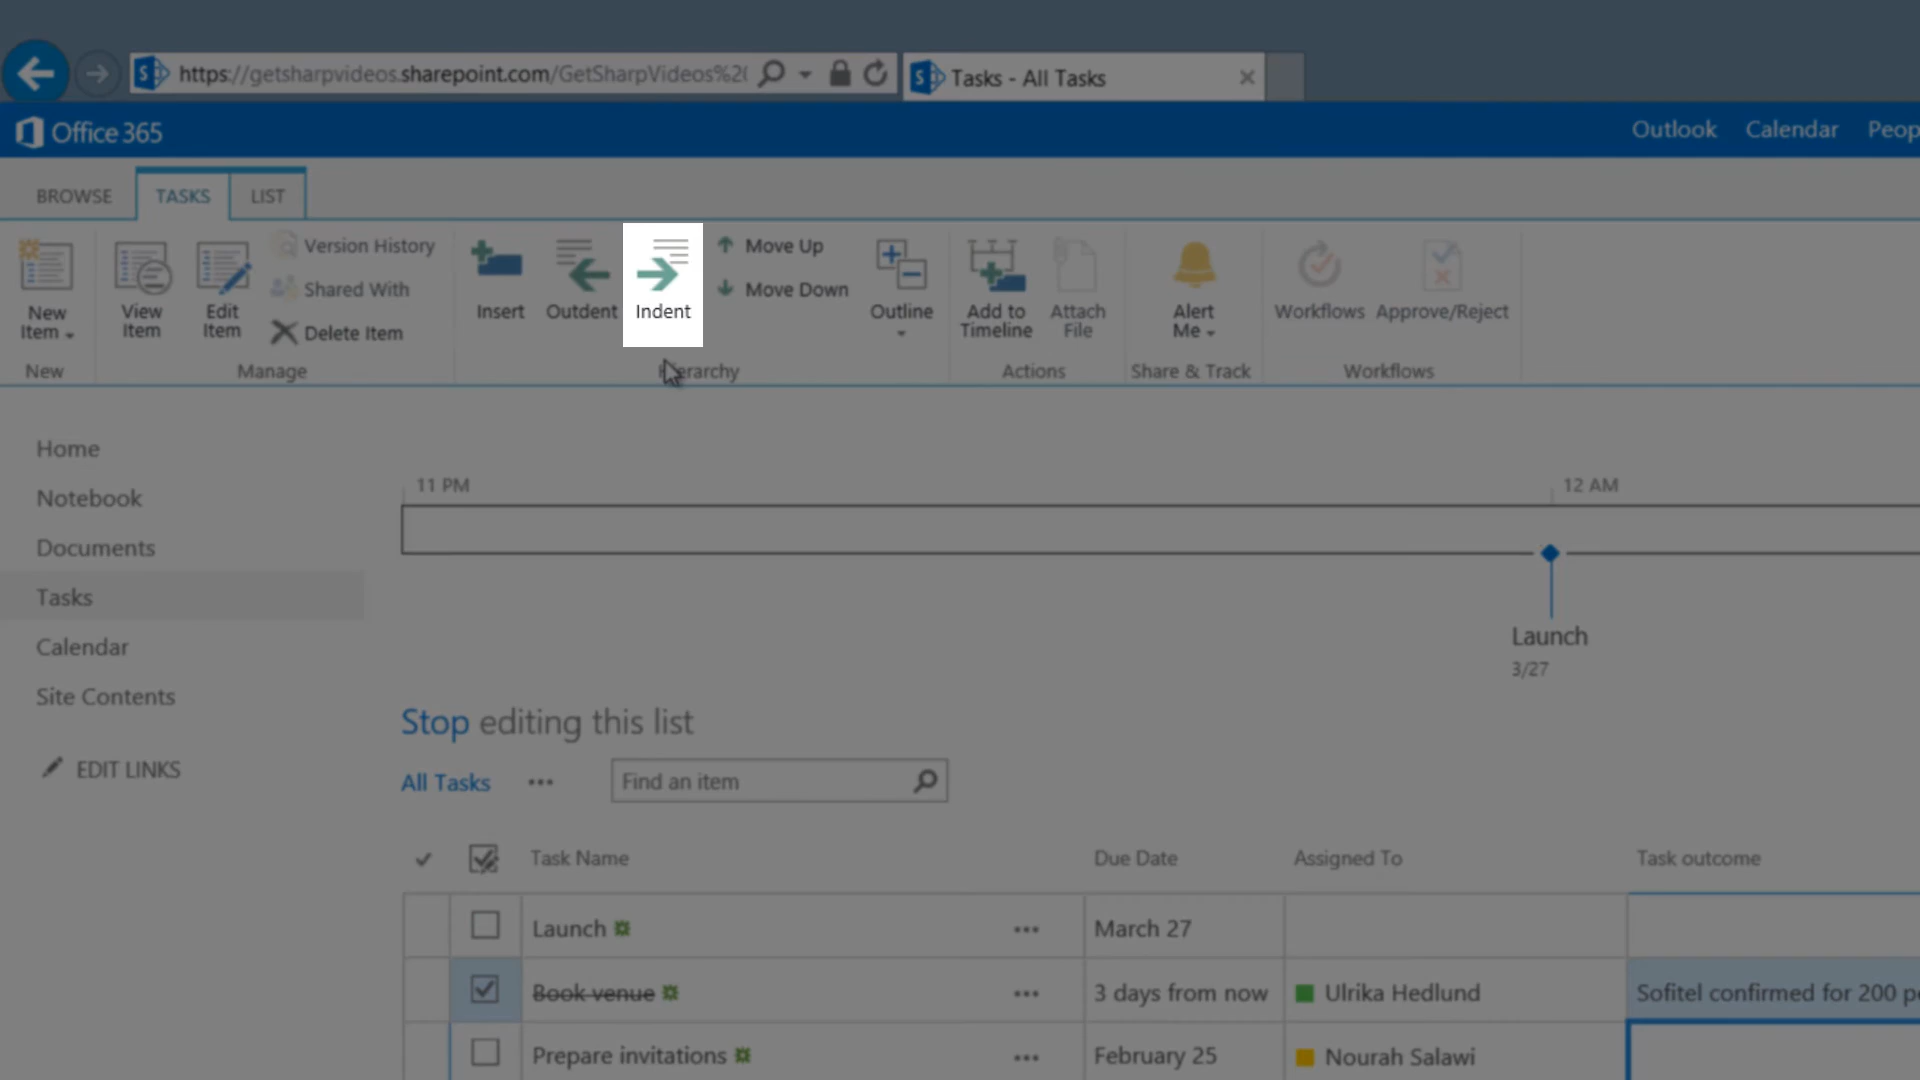 https://getsharpvideos.sharepoint.com/GetSharpVideos%2
Tasks - All Tasks
Office 365
Outlook Calendar
BROWSE TASKS LIST
New Item
View Item
Edit Item
Version History
Shared With
Delete Item
Insert
Outdent
Indent
Move Up
Move Down
Outline
Add to Timeline
Attach File
Alert Me
Workflows
Approve/Reject
New
Manage
Hierarchy
Actions
Share & Track
Workflows
Home
Notebook
Documents
Tasks
Calendar
Site Contents
EDIT LINKS
11 PM
12 AM
Launch
3/27
Stop editing this list
All Tasks ••• Find an item
Task Name Due Date Assigned To Task outcome
Launch ••• March 27
Book venue ••• 3 days from now Ulrika Hedlund Sofitel confirmed for 200
Prepare invitations ••• February 25 Nourah Salawi